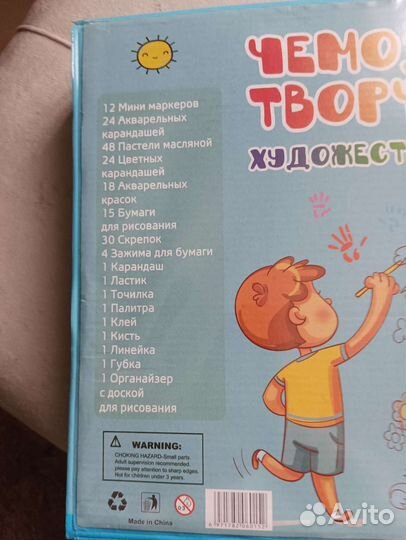 ЧЕМО
ТВОРЧ
ХУДОЖЕСТ
12 Мини маркеров
24 Акварельных
карандашей
48 Пастели масляной
24 Цветных
карандашей
18 Акварельных
красок
15 Бумаги
для рисования
30 Скрепок
4 Зажима для бумаги
1 Карандаш
1 Ластик
1 Точилка
1 Палитра
1 Клей
1 Кисть
1 Линейка
1 Губка
1 Органайзер
с доской
для рисования
WARNING:
CHOKING HAZARD-Small parts.
Adult supervision recommended,
please pay attention to sharp edges.
Not for children under 3 years.
0-3
Made in China
Avito